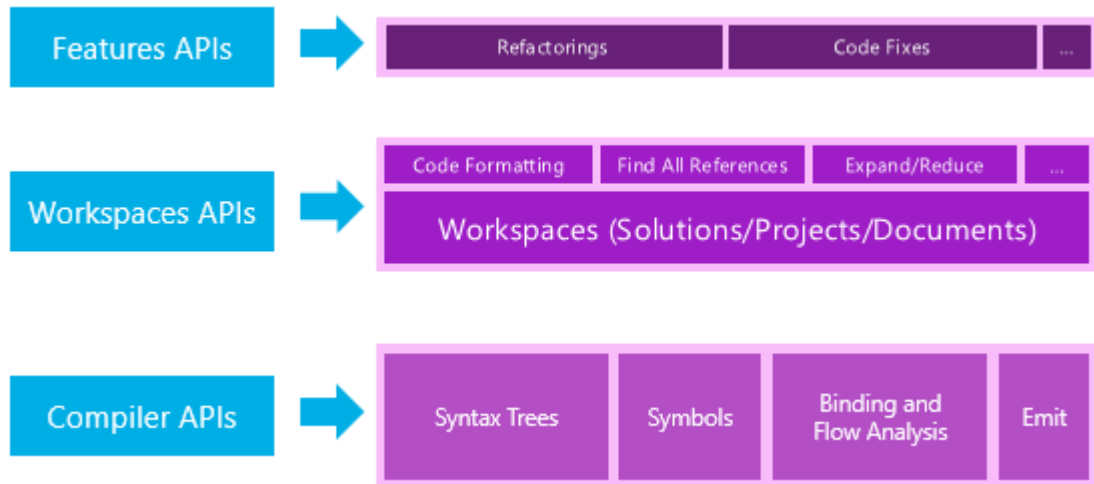 Features APIs
Refactorings
Code Fixes
...
Workspaces APIs
Code Formatting
Find All References
Expand/Reduce
...
Workspaces (Solutions/Projects/Documents)
Compiler APIs
Syntax Trees
Symbols
Binding and
Flow Analysis
Emit